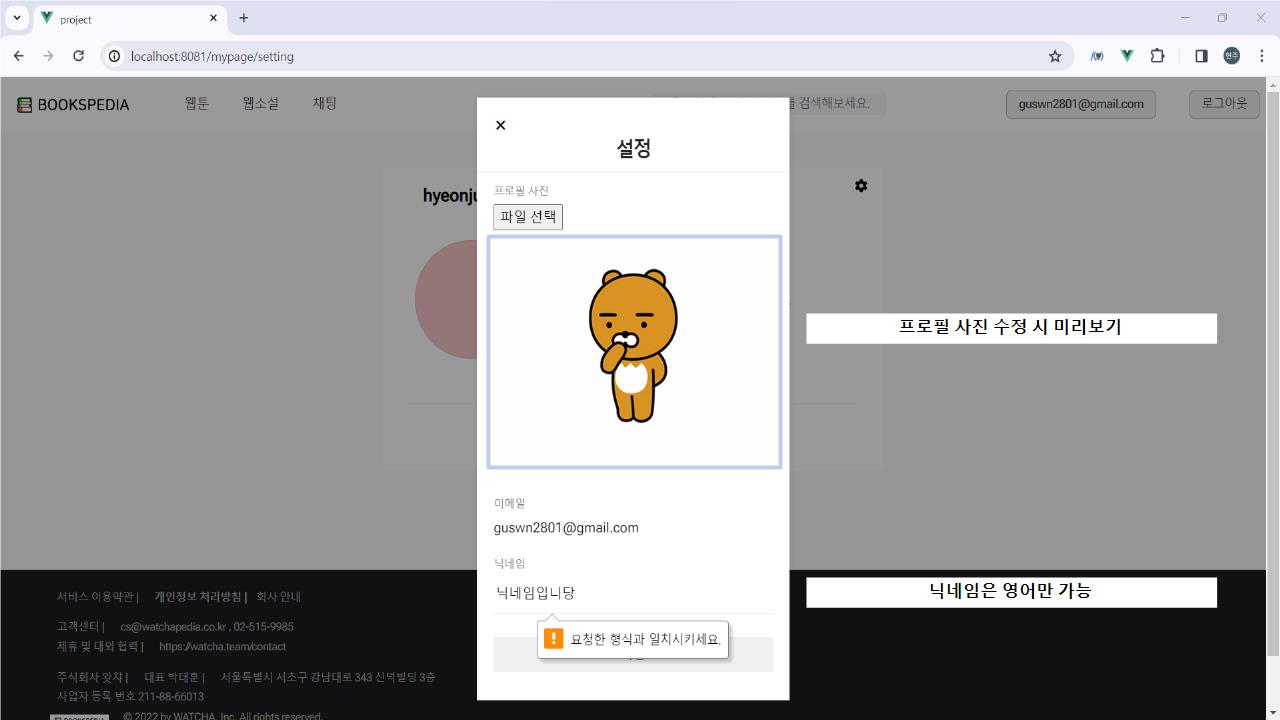 project
localhost:8081/mypage/setting
현주
BOOKSPEDIA 웹툰 웹소설 채팅 를 검색해보세요. guswn2801@gmail.com 로그아웃
설정
hyeonju
프로필 사진
파일 선택
프로필 사진 수정 시 미리보기
이메일
guswn2801@gmail.com
닉네임
닉네임입니당
닉네임은 영어만 가능
요청한 형식과 일치시키세요.
서비스 이용약관 | 개인정보 처리방침 | 회사 안내
고객센터 | cs@watchapedia.co.kr , 02-515-9985
제휴 및 대외 협력 | https://watcha.team/contact
주식회사 왓챠 | 대표 박태훈 | 서울특별시 서초구 강남대로 343 신덕빌딩 3층
사업자 등록 번호 211-88-66013
BOOKSPEDIA © 2022 by WATCHA, Inc. All rights reserved.